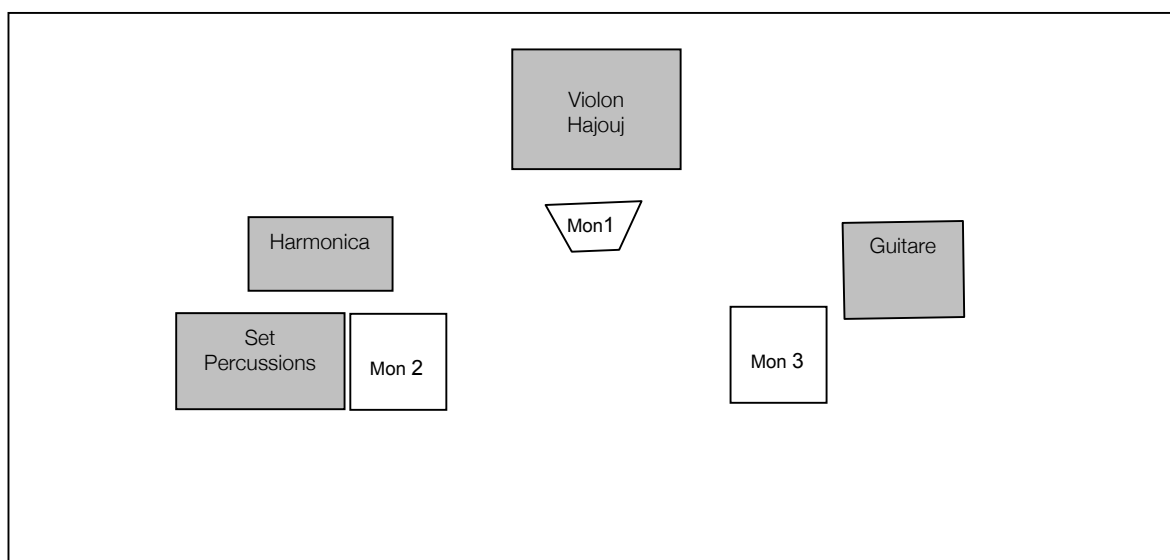 Violon
Hajouj
Mon1
Harmonica
Guitare
Set
Percussions
Mon 2
Mon 3